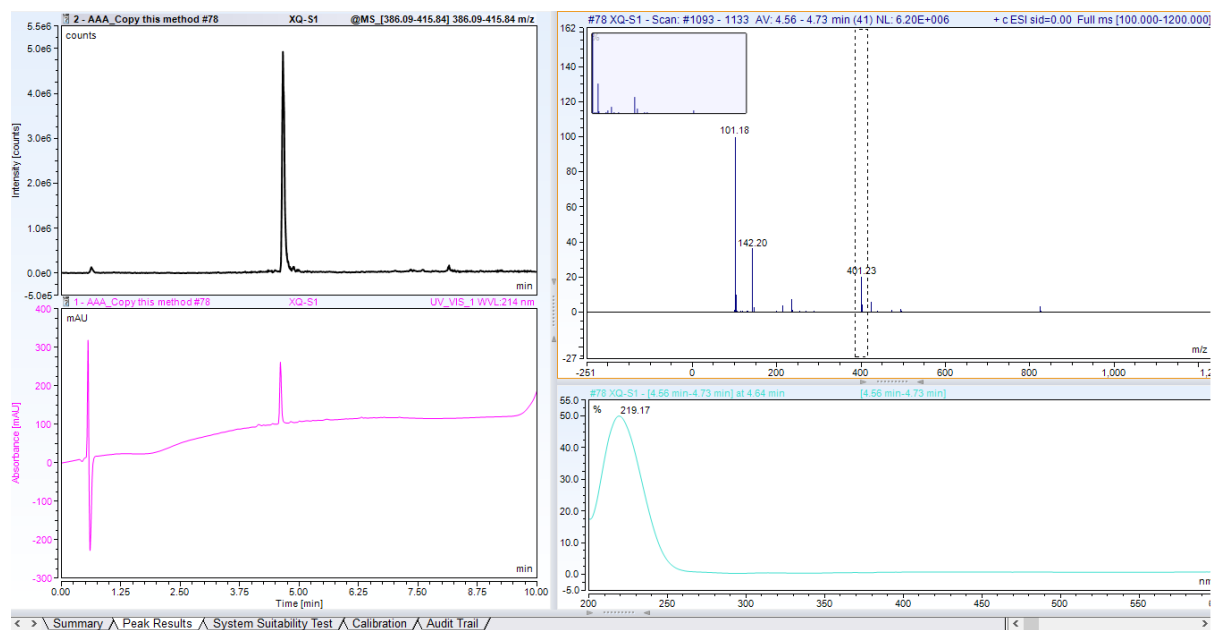 2 - AAA_Copy this method #78 XQ-S1 @MS_[386.09-415.84] 386.09-415.84 m/z
5.6e6
counts
5.0e6
4.0e6
3.0e6
2.0e6
1.0e6
0.0e0
-5.0e5
Intensity [counts]
min
1 - AAA_Copy this method #78 XQ-S1 UV_VIS_1 WVL:214 nm
400
mAU
300
200
100
0
-100
-200
-300
Absorbance [mAU]
min
0.00 1.25 2.50 3.75 5.00 6.25 7.50 8.75 10.00
Time [min]
#78 XQ-S1 - Scan: #1093 - 1133 AV: 4.56 - 4.73 min (41) NL: 6.20E+006 + c ESI sid=0.00 Full ms [100.000-1200.000]
162
%
140
120
100
80
60
40
20
0
-27
101.18
142.20
401.23
m/z
-251 0 200 400 600 800 1,000 1,2
#78 XQ-S1 - [4.56 min-4.73 min] at 4.64 min [4.56 min-4.73 min]
55.0
% 219.17
50.0
40.0
30.0
20.0
10.0
0.0
-5.0
nm
200 250 300 350 400 450 500 550
< > Summary Peak Results System Suitability Test Calibration Audit Trail < >